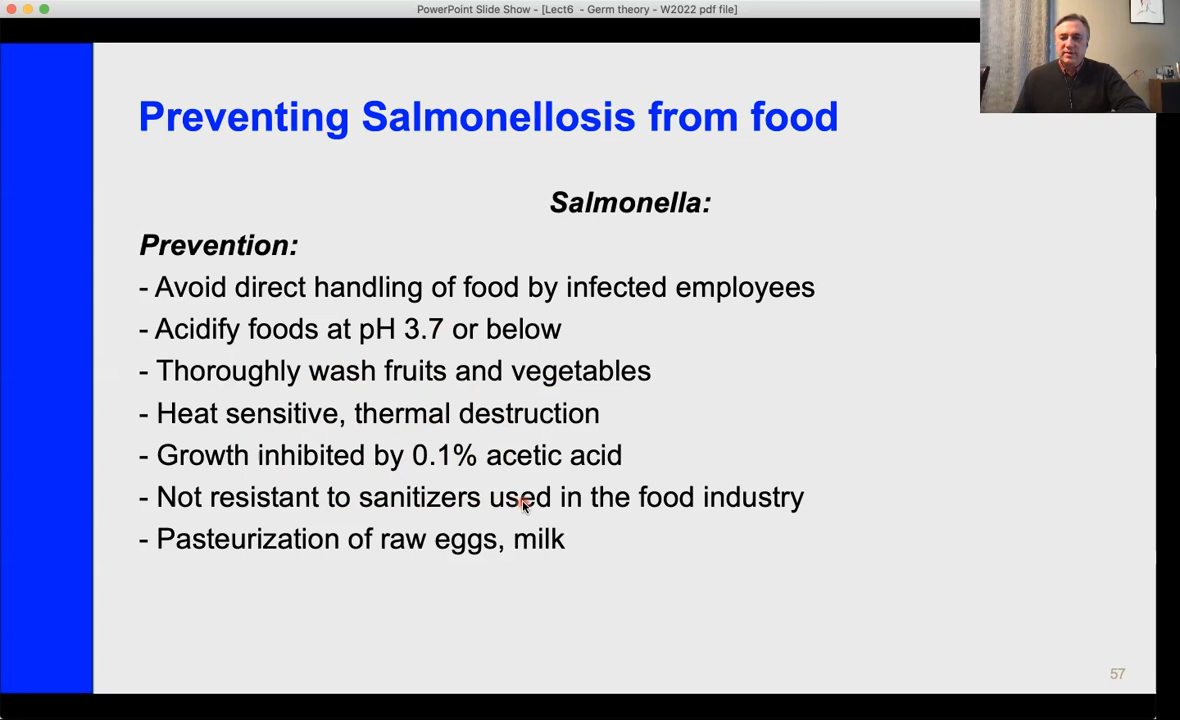 PowerPoint Slide Show - [Lect6 - Germ theory - W2022 pdf file]
Preventing Salmonellosis from food
Salmonella:
Prevention:
- Avoid direct handling of food by infected employees
- Acidify foods at pH 3.7 or below
- Thoroughly wash fruits and vegetables
- Heat sensitive, thermal destruction
- Growth inhibited by 0.1% acetic acid
- Not resistant to sanitizers used in the food industry
- Pasteurization of raw eggs, milk
57